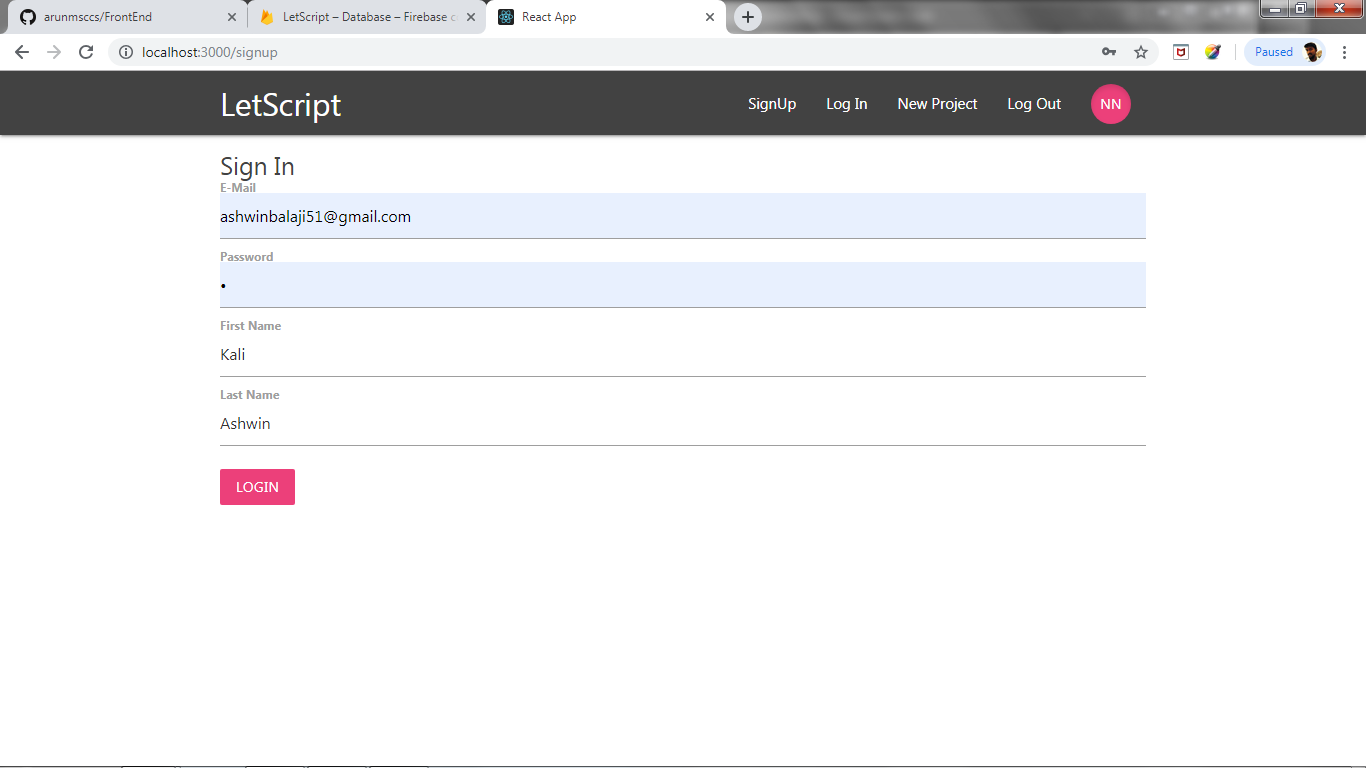 arunmsccs/FrontEnd
LetScript – Database – Firebase c
React App
localhost:3000/signup
Paused
LetScript
SignUp
Log In
New Project
Log Out
NN
Sign In
E-Mail
ashwinbalaji51@gmail.com
Password
•
First Name
Kali
Last Name
Ashwin
LOGIN